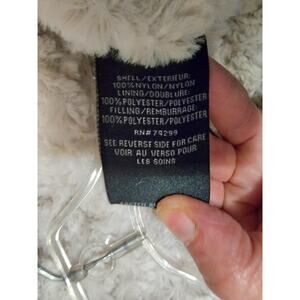 SHELL/EXTERIEUR:
100%NYLON/NYLON
LINING/DOUBLURE:
100%POLYESTER/POLYESTER
FILLING/REMBURRAGE:
100%POLYESTER/POLYESTER
RN#79299
SEE REVERSE SIDE FOR CARE
VOIR AU VERSO POUR
LES SOINS